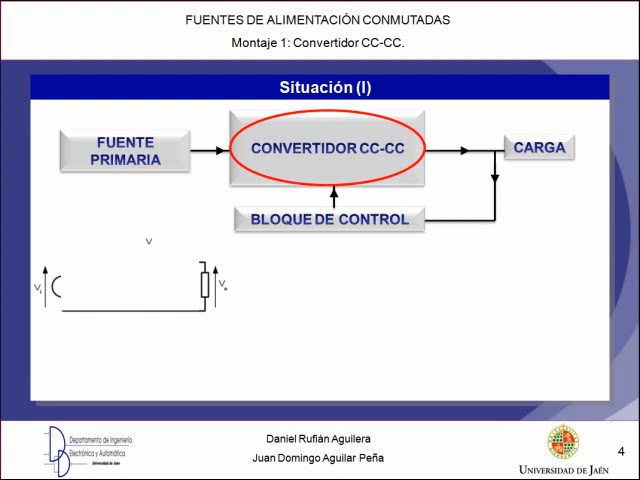 FUENTES DE ALIMENTACIÓN CONMUTADAS
Montaje 1: Convertidor CC-CC.
Situación (I)
FUENTE
PRIMARIA
CONVERTIDOR CC-CC
CARGA
BLOQUE DE CONTROL
V
Vi
Vo
Departamento de Ingeniería
Electrónica y Automática
Universidad de Jaén
Daniel Rufián Aguilera
Juan Domingo Aguilar Peña
UNIVERSIDAD DE JAÉN
4